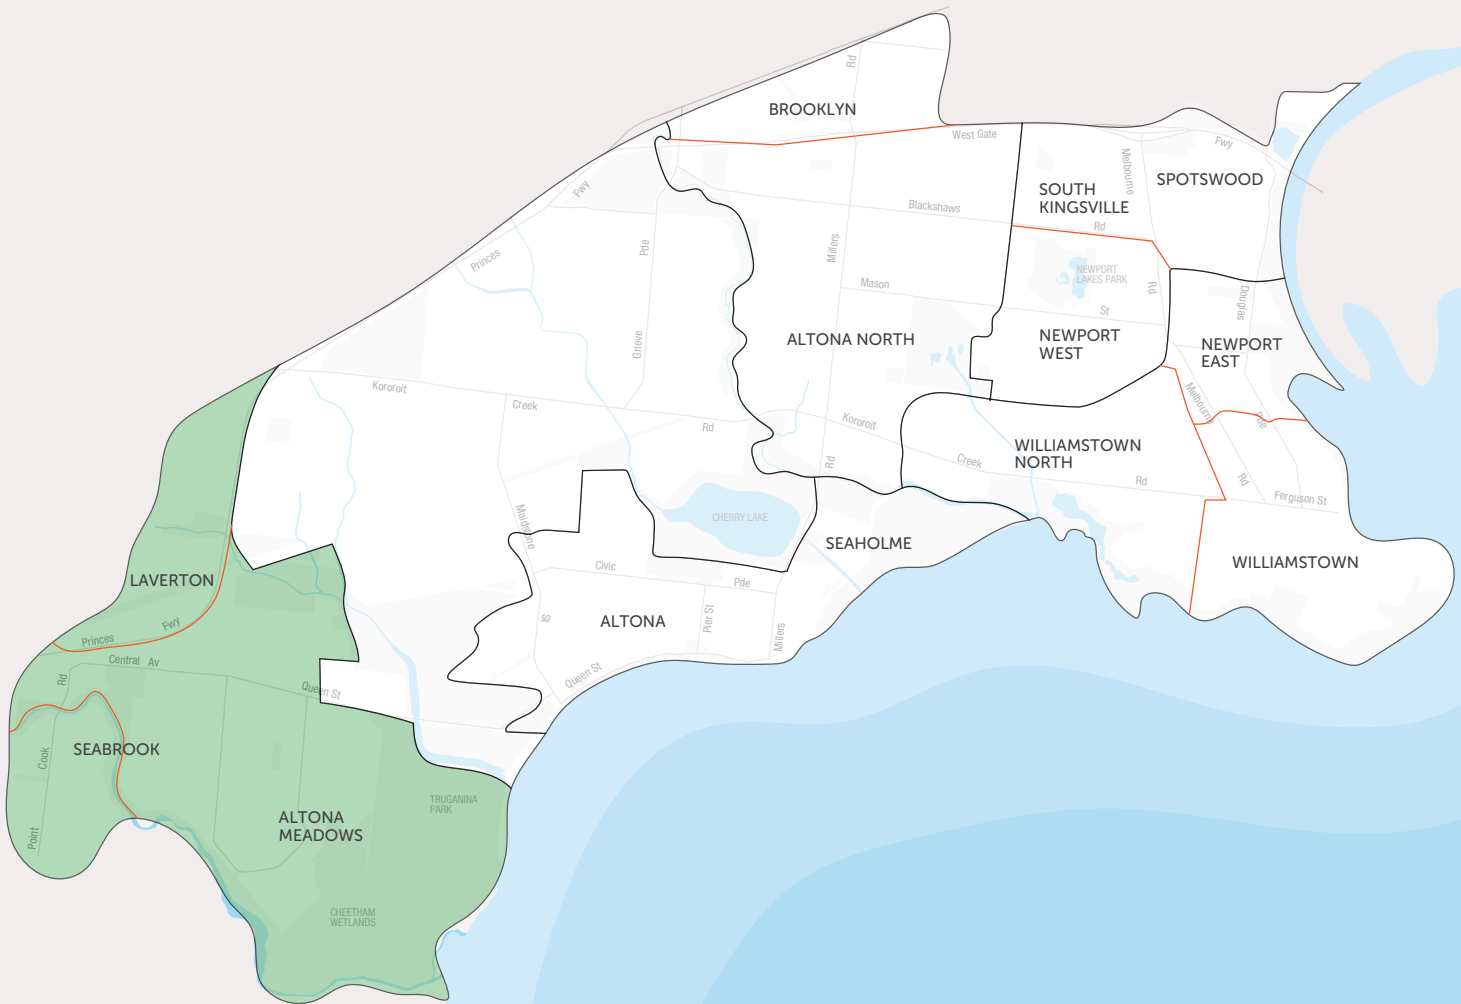 BROOKLYN
Rd
West Gate
Fwy
Melbourne
SPOTSWOOD
SOUTH
KINGSVILLE
Fwy
Blackshaws
Rd
Millers
Pde
Princes
NEWPORT
LAKES PARK
Mason
St
Rd
Douglas
Grieve
ALTONA NORTH
NEWPORT
WEST
NEWPORT
EAST
Kororoit
Creek
Rd
Kororoit
Creek
Rd
Melbourne
Pde
WILLIAMSTOWN
NORTH
Rd
Rd
Ferguson St
Maidstone
CHERRY LAKE
SEAHOLME
WILLIAMSTOWN
Civic
Pde
LAVERTON
St
ALTONA
Pier St
Millers
Princes
Fwy
Central Av
Rd
Queen St
Queen St
SEABROOK
Cook
Point
TRUGANINA
PARK
ALTONA
MEADOWS
CHEETHAM
WETLANDS